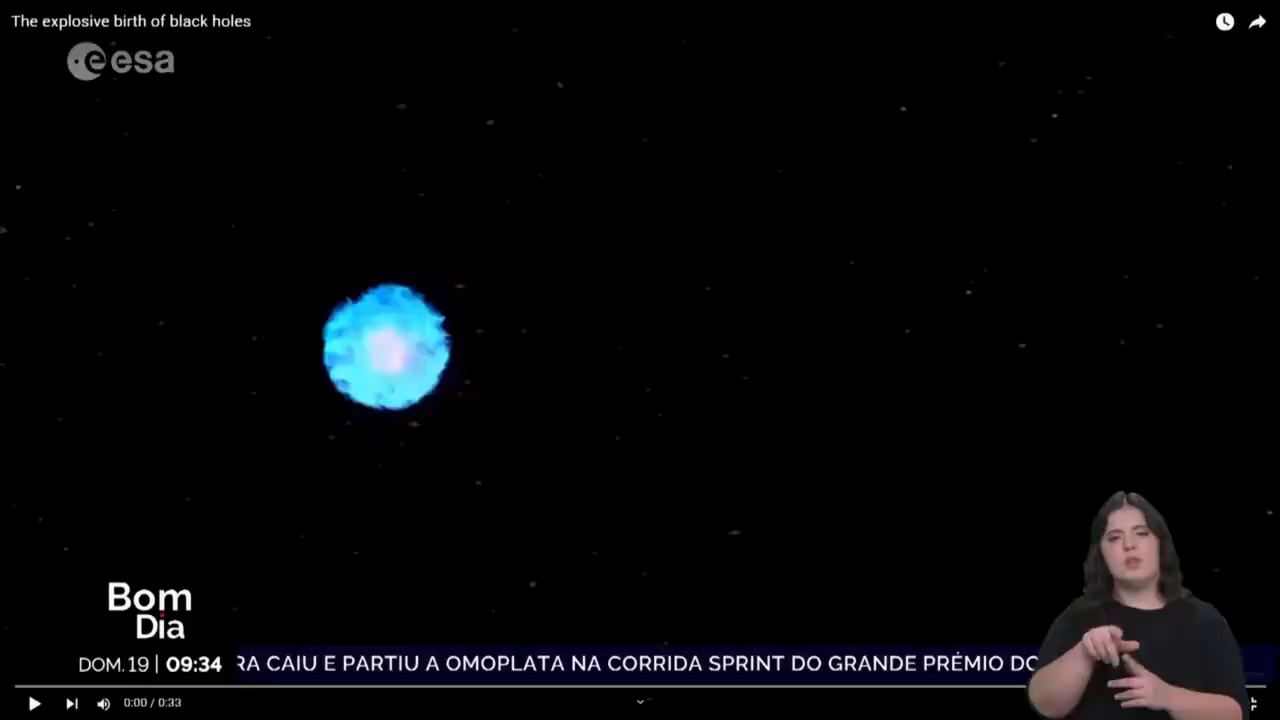 The explosive birth of black holes
esa
Bom
Dia
DOM.19 | 09:34
RA CAIU E PARTIU A OMOPLATA NA CORRIDA SPRINT DO GRANDE PRÉMIO DO
0:00 / 0:33